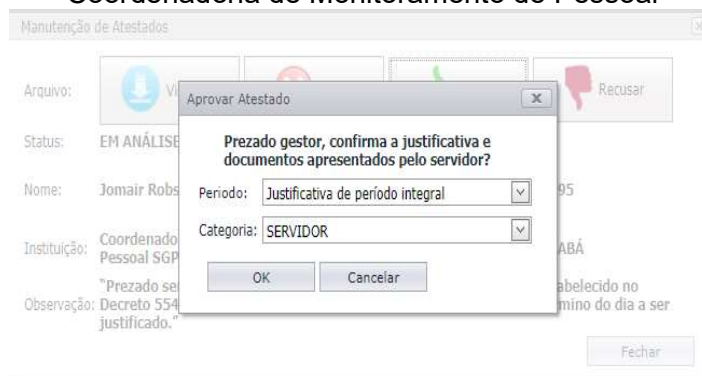 Coordenadoria de Monitoramento de Pessoal
Manutenção de Atestados
Arquivo:
Recusar
Aprovar Atestado
Prezado gestor, confirma a justificativa e
documentos apresentados pelo servidor?
Status: EM ANÁLISE
Nome: Jomair Robs 95
Periodo: Justificativa de período integral
Categoria: SERVIDOR
OK Cancelar
Instituição: Coordenado ABÁ
Pessoal SGP
"Prezado se abelecido no
Observação: Decreto 554 mino do dia a ser
justificado."
Fechar